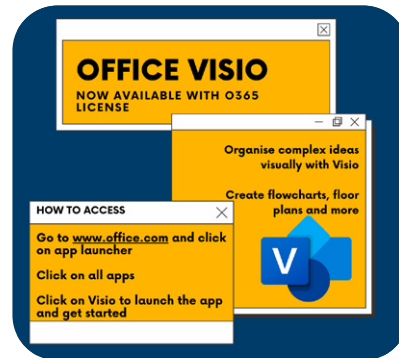 OFFICE VISIO
NOW AVAILABLE WITH O365
LICENSE
Organise complex ideas
visually with Visio
Create flowcharts, floor
plans and more
V
HOW TO ACCESS
Go to www.office.com and click
on app launcher
Click on all apps
Click on Visio to launch the app
and get started